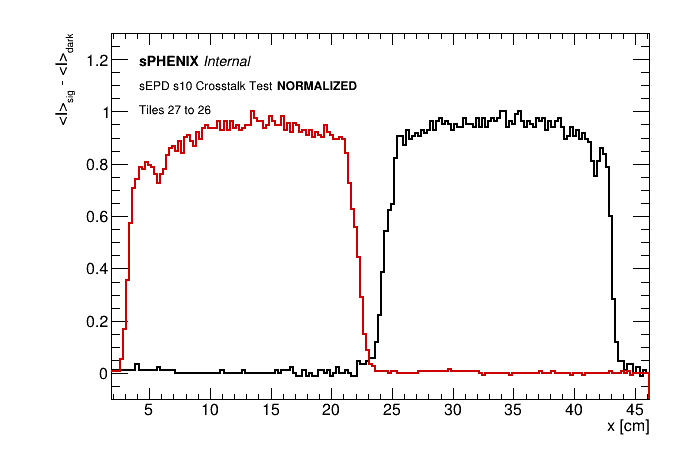 <I>sig - <I>dark
1.2
sPHENIX Internal
sEPD s10 Crosstalk Test NORMALIZED
1
Tiles 27 to 26
0.8
0.6
0.4
0.2
0
5 10 15 20 25 30 35 40 45
x [cm]